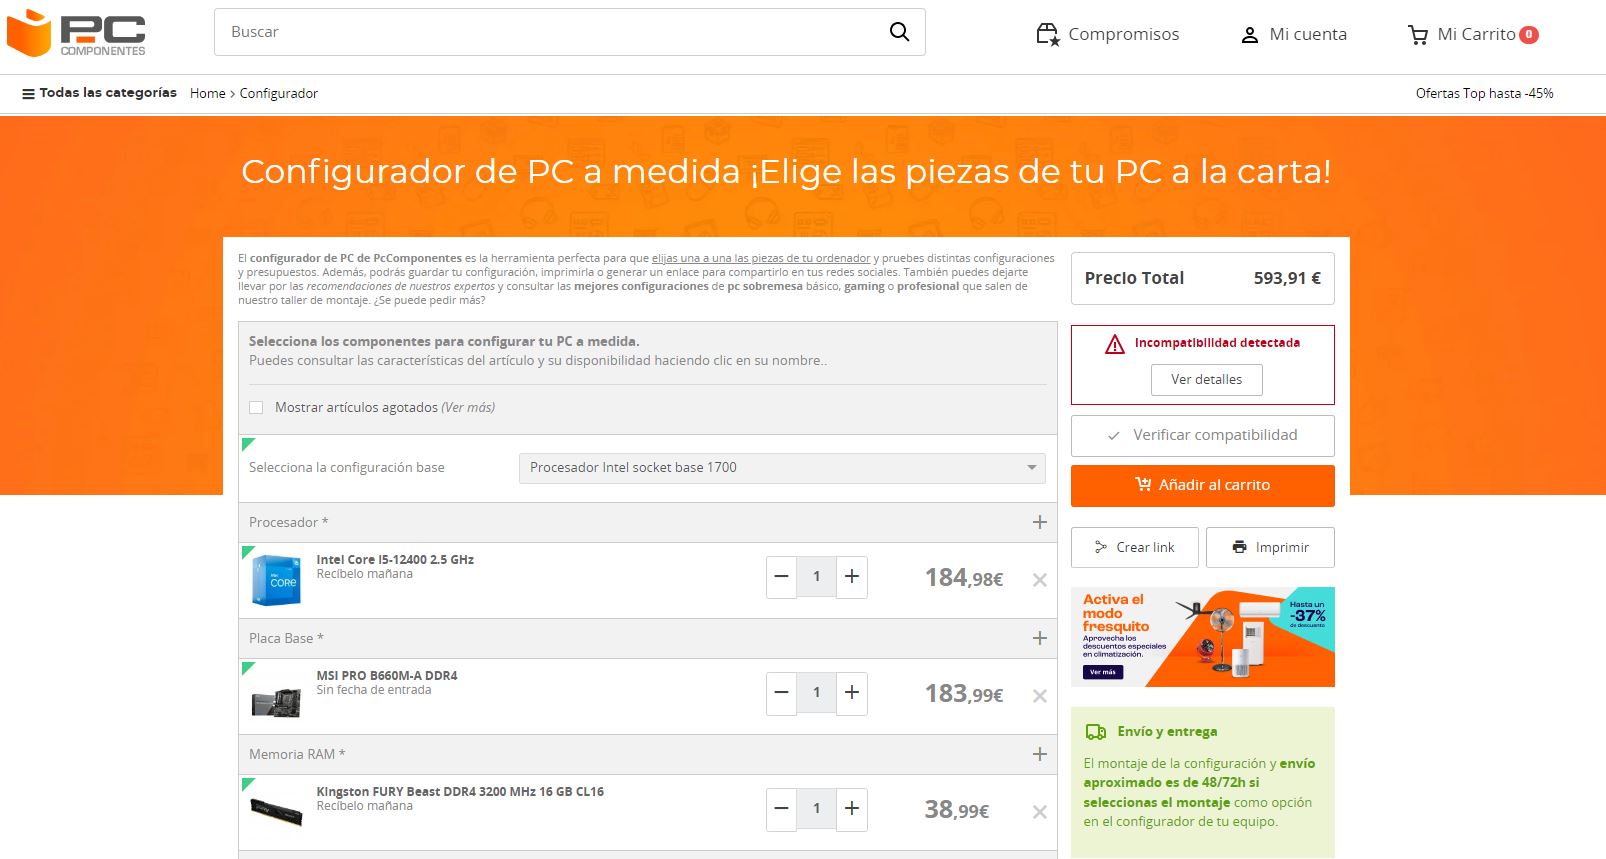 PC
COMPONENTES
Buscar
Compromisos
Mi cuenta
Mi Carrito 0
Todas las categorías
Home > Configurador
Ofertas Top hasta -45%
Configurador de PC a medida ¡Elige las piezas de tu PC a la carta!
El configurador de PC de PcComponentes es la herramienta perfecta para que elijas una a una las piezas de tu ordenador y pruebes distintas configuraciones
y presupuestos. Además, podrás guardar tu configuración, imprimirla o generar un enlace para compartirlo en tus redes sociales. También puedes dejarte
llevar por las recomendaciones de nuestros expertos y consultar las mejores configuraciones de pc sobremesa básico, gaming o profesional que salen de
nuestro taller de montaje. ¿Se puede pedir más?
Selecciona los componentes para configurar tu PC a medida.
Puedes consultar las características del artículo y su disponibilidad haciendo clic en su nombre..
Mostrar artículos agotados (Ver más)
Selecciona la configuración base
Procesador Intel socket base 1700
Procesador *
Intel Core i5-12400 2.5 GHz
Recíbelo mañana
1
184,98€
Placa Base *
MSI PRO B660M-A DDR4
Sin fecha de entrada
1
183,99€
Memoria RAM *
Kingston FURY Beast DDR4 3200 MHz 16 GB CL16
Recíbelo mañana
1
38,99€
Precio Total
593,91 €
Incompatibilidad detectada
Ver detalles
Verificar compatibilidad
Añadir al carrito
Crear link
Imprimir
Activa el
modo
fresquito
Aprovecha los
descuentos especiales
en climatización.
Ver más
Hasta un
-37%
de descuento
Envío y entrega
El montaje de la configuración y envío
aproximado es de 48/72h si
seleccionas el montaje como opción
en el configurador de tu equipo.